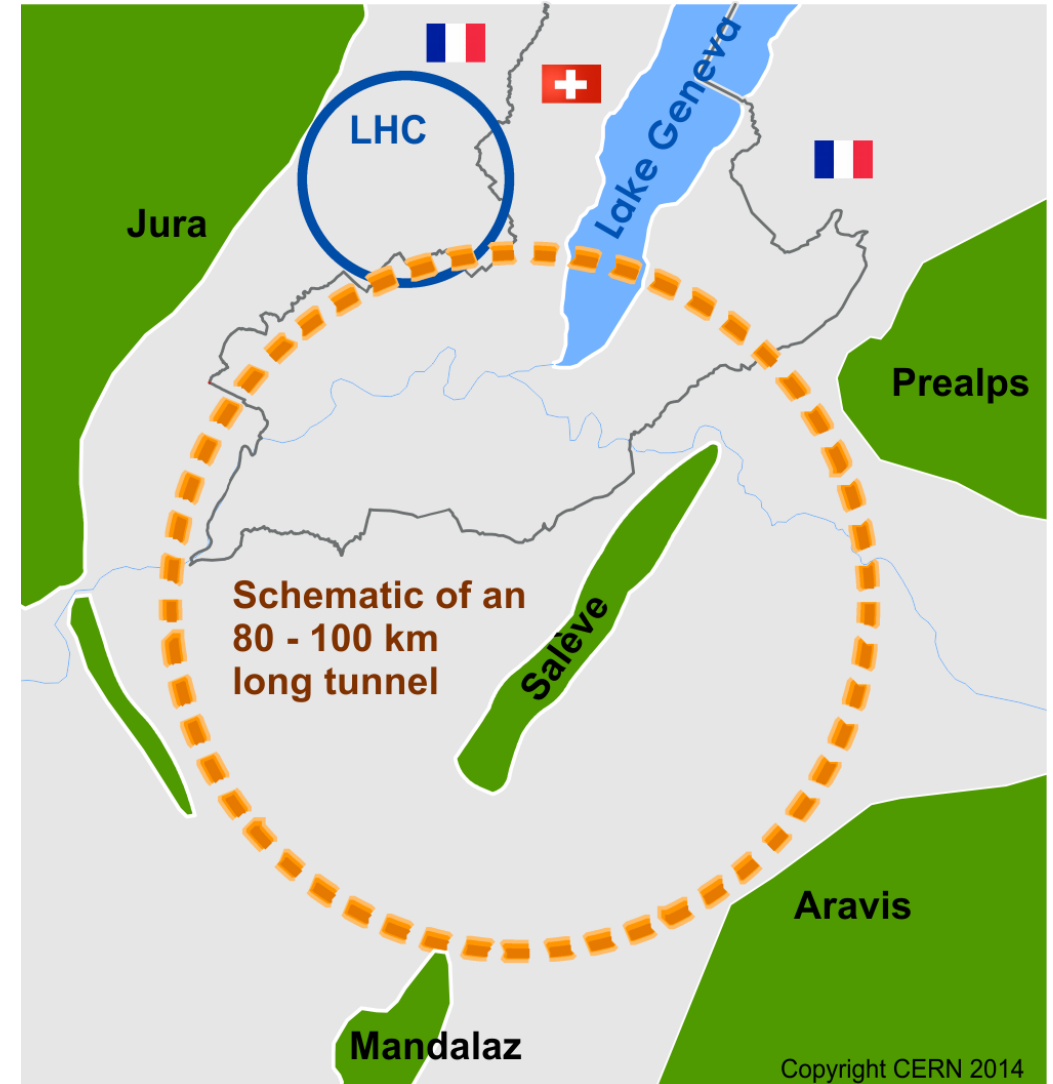 LHC
Lake Geneva
Jura
Prealps
Schematic of an
80 - 100 km
long tunnel
Salève
Aravis
Mandalaz
Copyright CERN 2014